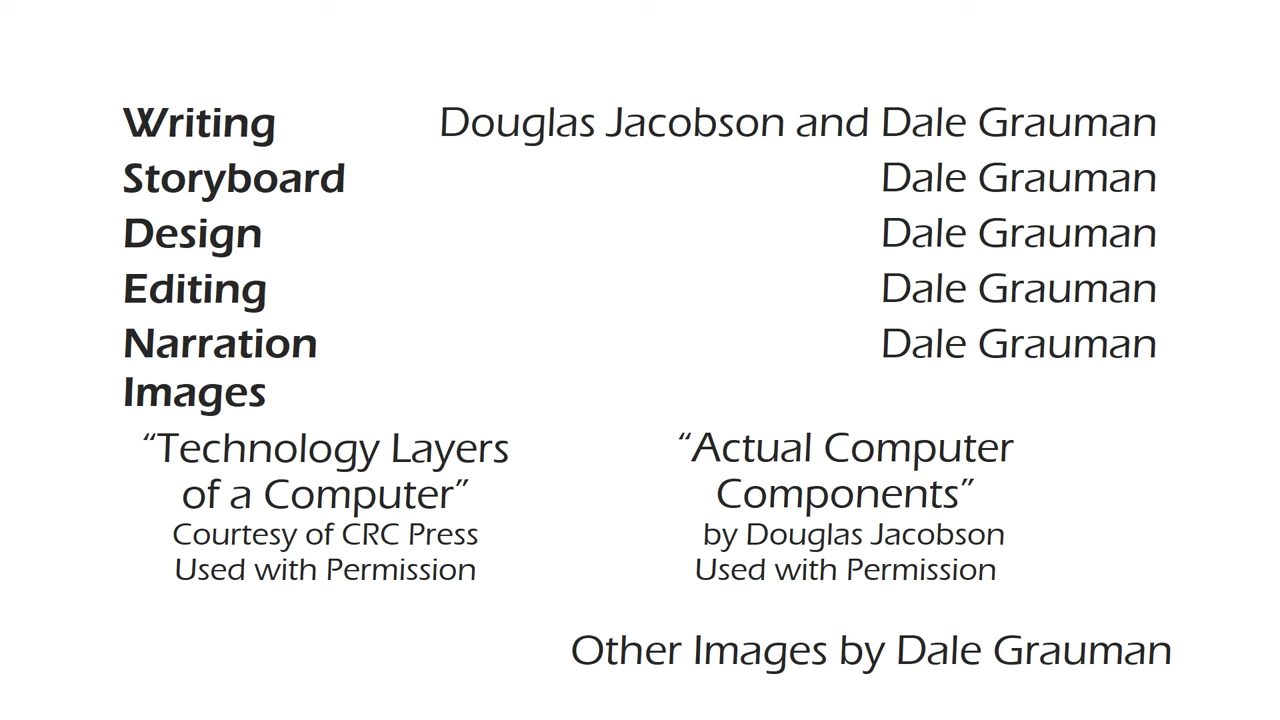 Writing Douglas Jacobson and Dale Grauman
Storyboard Dale Grauman
Design Dale Grauman
Editing Dale Grauman
Narration Dale Grauman
Images
“Technology Layers
of a Computer”
Courtesy of CRC Press
Used with Permission
“Actual Computer
Components”
by Douglas Jacobson
Used with Permission
Other Images by Dale Grauman